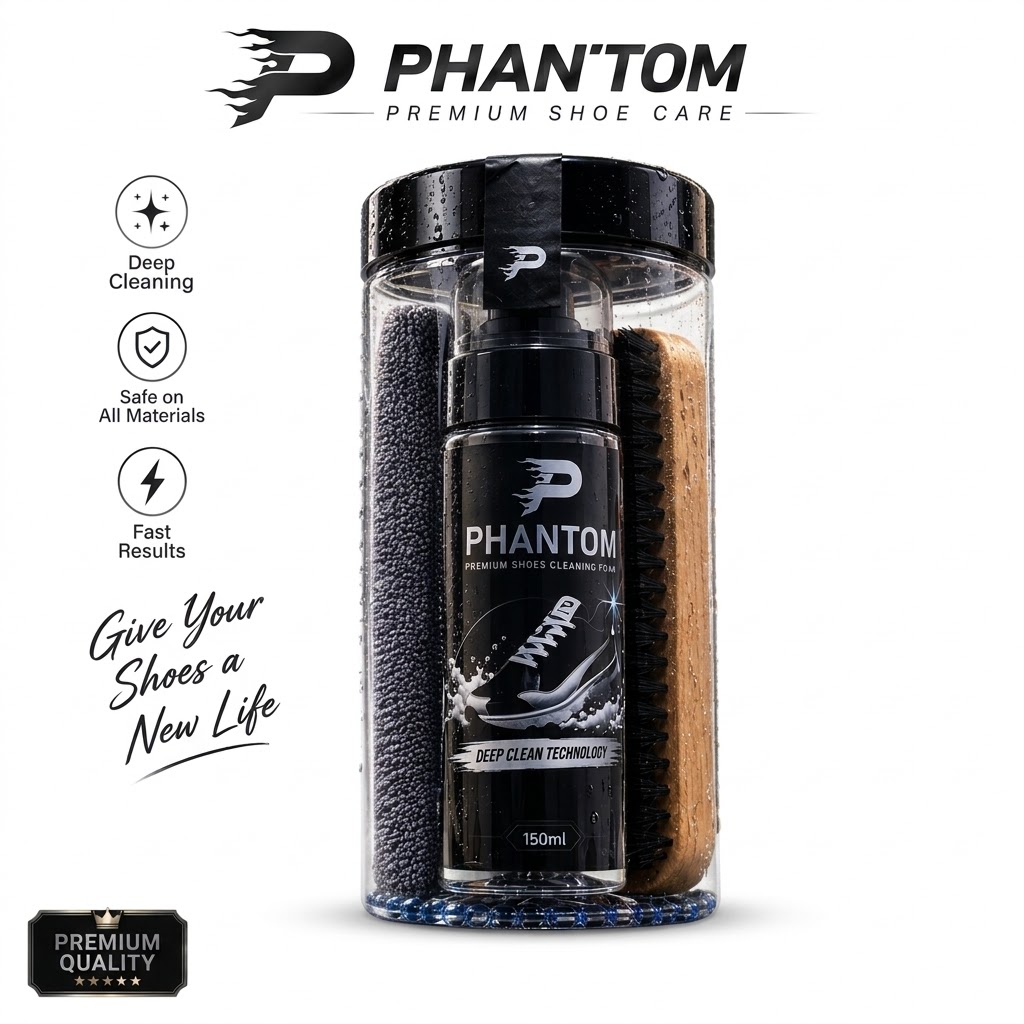 PHAN'TOM
PREMIUM SHOE CARE
Deep
Cleaning
Safe on
All Materials
Fast
Results
Give Your
Shoes a
New Life
PHANTOM
PREMIUM SHOES CLEANING FOAM
DEEP CLEAN TECHNOLOGY
150ml
PREMIUM
QUALITY